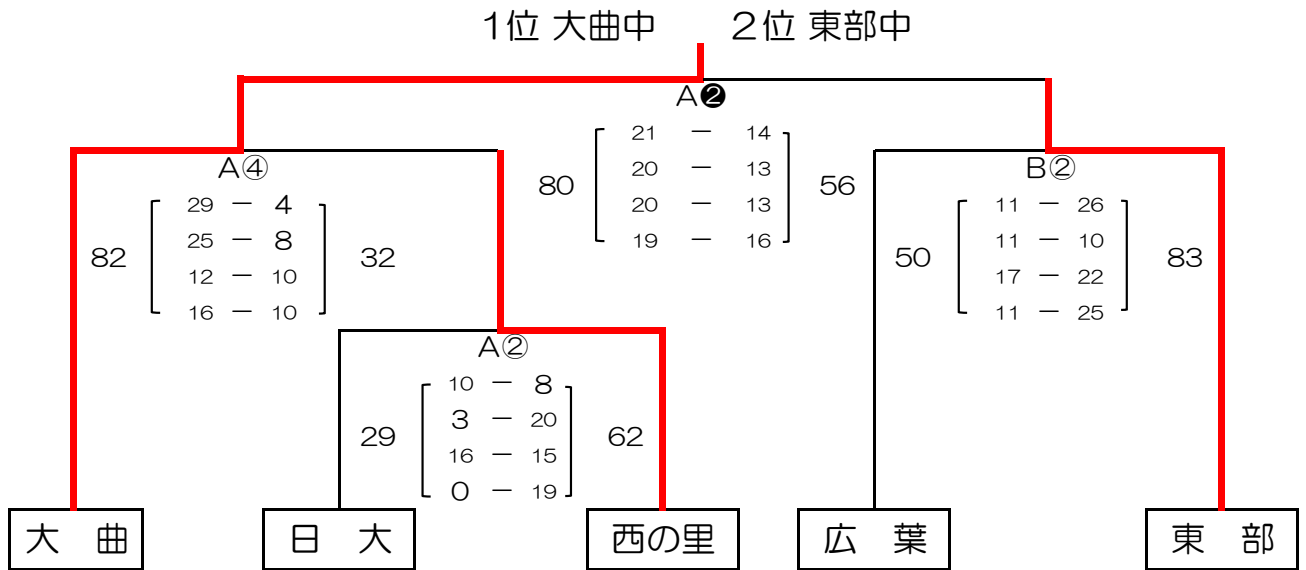 1位 大曲中　２位 東部中
A❷
80
21 － 14
20 － 13
20 － 13
19 － 16
56
A④
82
29 － 4
25 － 8
12 － 10
16 － 10
32
B②
50
11 － 26
11 － 10
17 － 22
11 － 25
83
A②
29
10 － 8
3 － 20
16 － 15
0 － 19
62
大　曲
日　大
西の里
広　葉
東　部